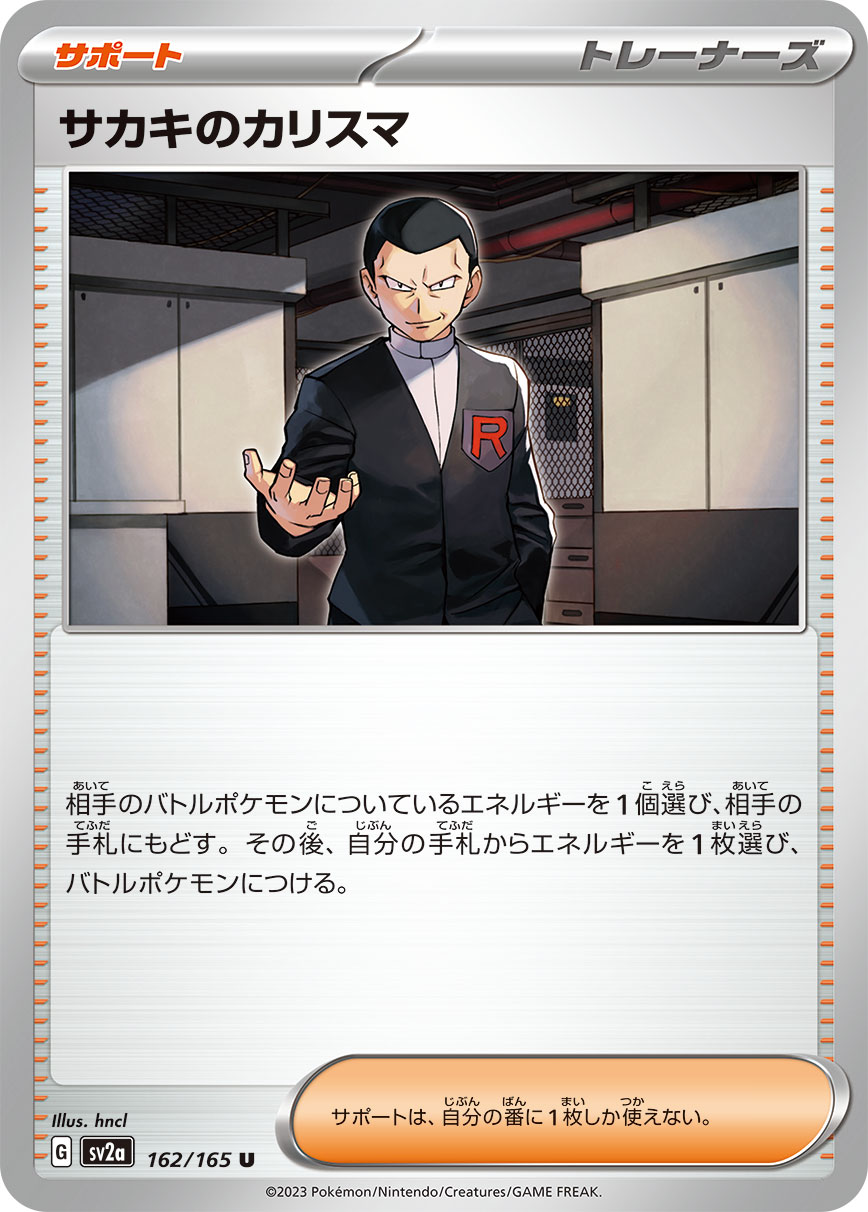 サポート
トレーナーズ
サカキのカリスマ
R
相手のバトルポケモンについているエネルギーを1個選び、相手の
手札にもどす。その後、自分の手札からエネルギーを1枚選び、
バトルポケモンにつける。
サポートは、自分の番に1枚しか使えない。
Illus. hncl
G sv2a 162/165 U
©2023 Pokémon/Nintendo/Creatures/GAME FREAK.